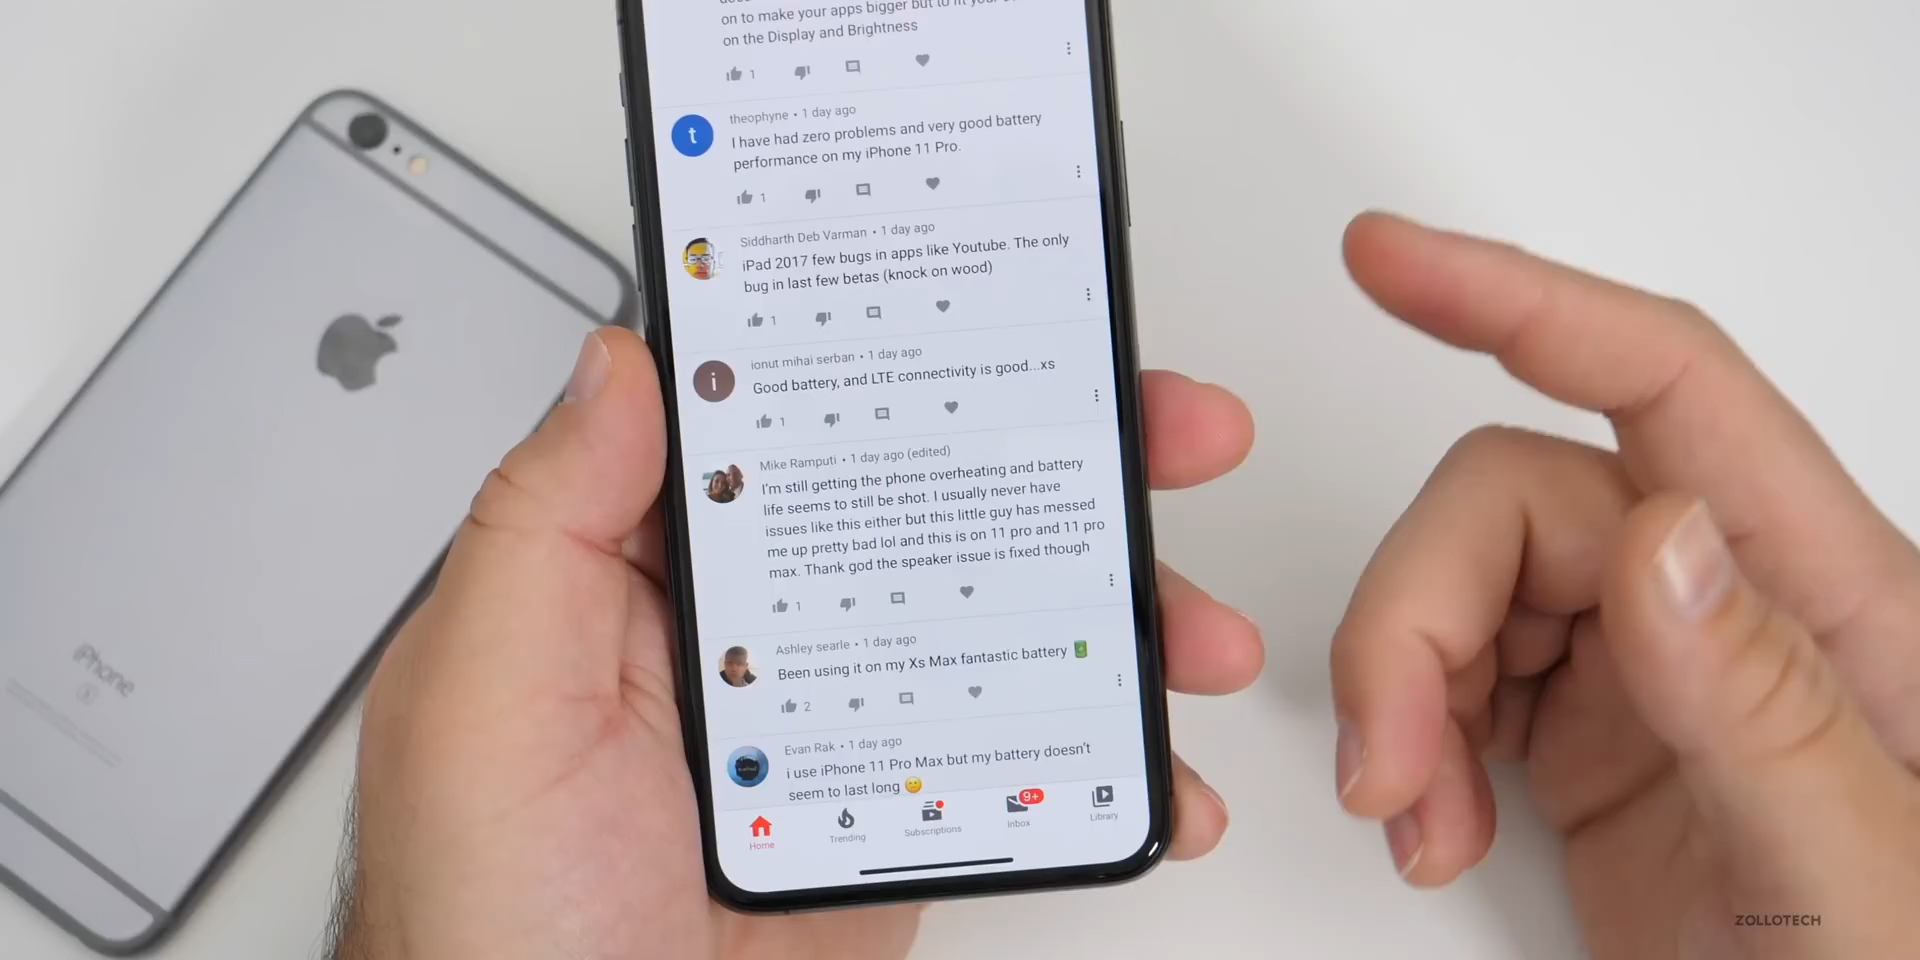 on to make your apps bigger but to fit your
on the Display and Brightness
1
theophyne • 1 day ago
t
I have had zero problems and very good battery
performance on my iPhone 11 Pro.
1
Siddharth Deb Varman • 1 day ago
iPad 2017 few bugs in apps like Youtube. The only
bug in last few betas (knock on wood)
1
ionut mihai serban • 1 day ago
i
Good battery, and LTE connectivity is good...xs
1
Mike Ramputi • 1 day ago (edited)
I'm still getting the phone overheating and battery
life seems to still be shot. I usually never have
issues like this either but this little guy has messed
me up pretty bad lol and this is on 11 pro and 11 pro
max. Thank god the speaker issue is fixed though
1
Ashley searle • 1 day ago
Been using it on my Xs Max fantastic battery 🔋
2
Evan Rak • 1 day ago
i use iPhone 11 Pro Max but my battery doesn't
seem to last long 😕
Home
Trending
Subscriptions
9+
Inbox
Library
iPhone
S
ZOLLOTECH